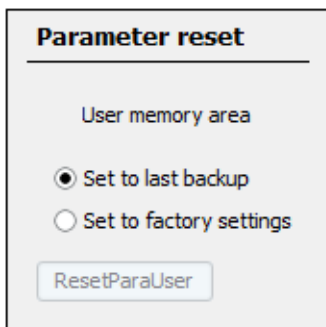 Parameter reset
User memory area
Set to last backup
Set to factory settings
ResetParaUser